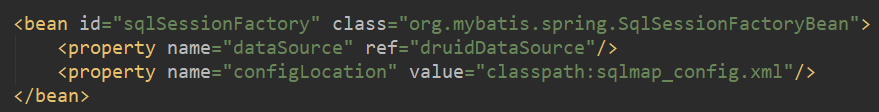 <bean id="sqlSessionFactory" class="org.mybatis.spring.SqlSessionFactoryBean">
    <property name="dataSource" ref="druidDataSource"/>
    <property name="configLocation" value="classpath:sqlmap_config.xml"/>
</bean>